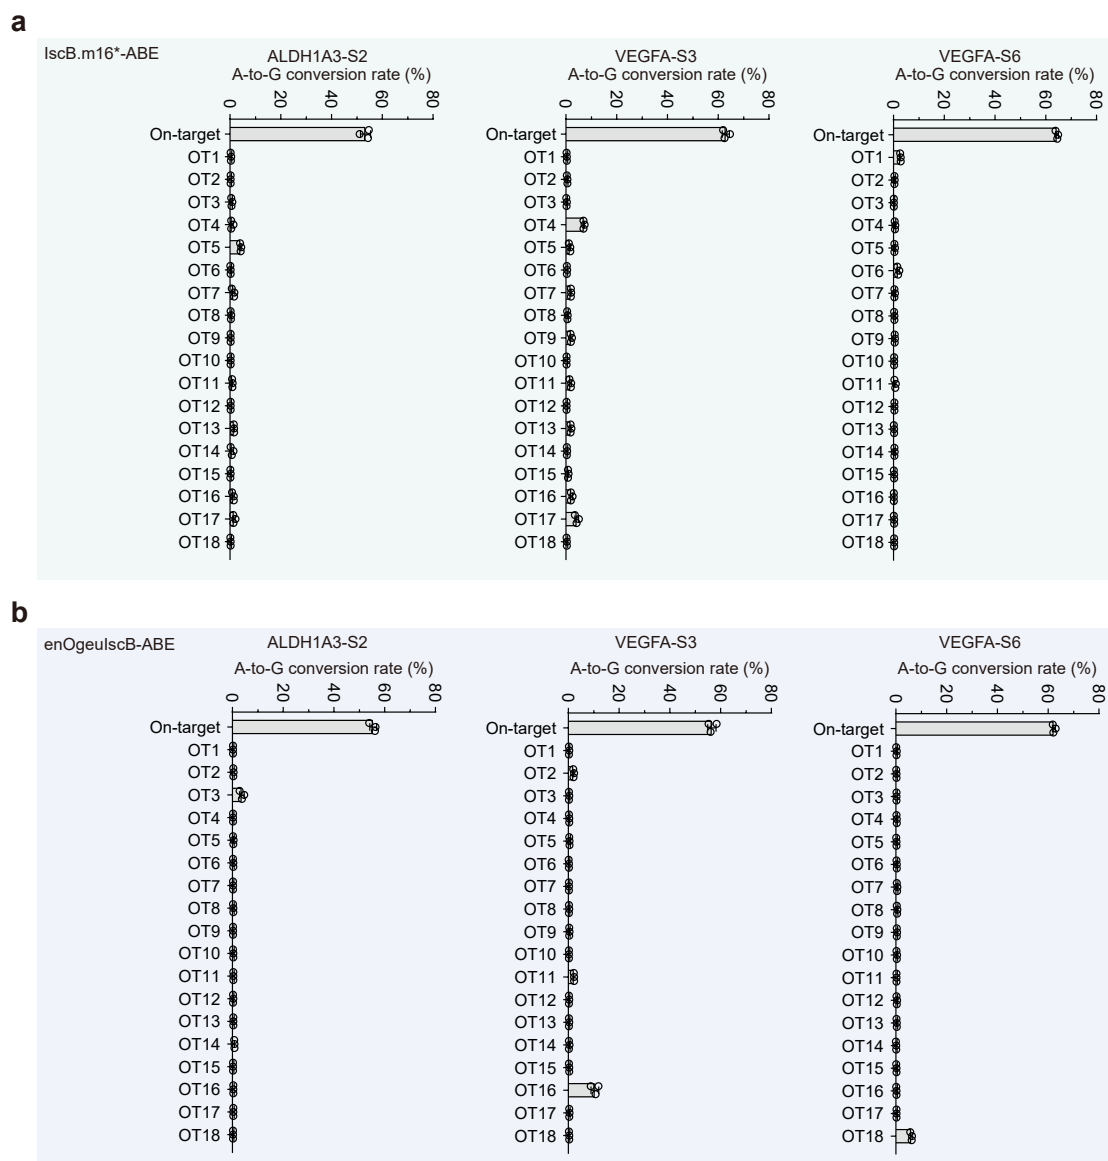 a
IscB.m16*-ABE
ALDH1A3-S2
A-to-G conversion rate (%)
0 20 40 60 80
On-target
OT1
OT2
OT3
OT4
OT5
OT6
OT7
OT8
OT9
OT10
OT11
OT12
OT13
OT14
OT15
OT16
OT17
OT18
VEGFA-S3
A-to-G conversion rate (%)
0 20 40 60 80
On-target
OT1
OT2
OT3
OT4
OT5
OT6
OT7
OT8
OT9
OT10
OT11
OT12
OT13
OT14
OT15
OT16
OT17
OT18
VEGFA-S6
A-to-G conversion rate (%)
0 20 40 60 80
On-target
OT1
OT2
OT3
OT4
OT5
OT6
OT7
OT8
OT9
OT10
OT11
OT12
OT13
OT14
OT15
OT16
OT17
OT18
b
enOgeuIscB-ABE
ALDH1A3-S2
A-to-G conversion rate (%)
0 20 40 60 80
On-target
OT1
OT2
OT3
OT4
OT5
OT6
OT7
OT8
OT9
OT10
OT11
OT12
OT13
OT14
OT15
OT16
OT17
OT18
VEGFA-S3
A-to-G conversion rate (%)
0 20 40 60 80
On-target
OT1
OT2
OT3
OT4
OT5
OT6
OT7
OT8
OT9
OT10
OT11
OT12
OT13
OT14
OT15
OT16
OT17
OT18
VEGFA-S6
A-to-G conversion rate (%)
0 20 40 60 80
On-target
OT1
OT2
OT3
OT4
OT5
OT6
OT7
OT8
OT9
OT10
OT11
OT12
OT13
OT14
OT15
OT16
OT17
OT18